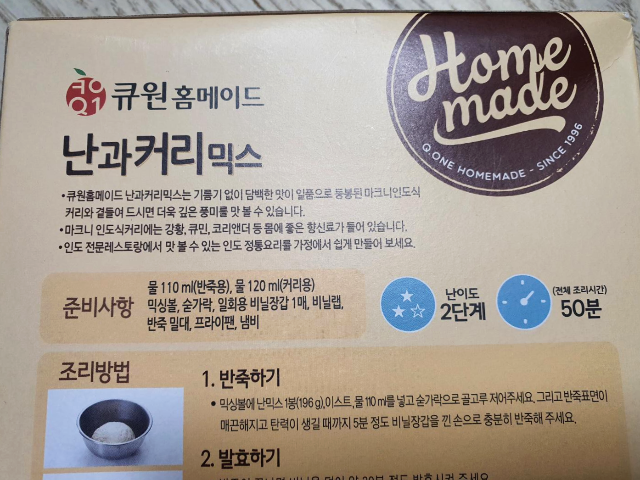 Home
made
Q.ONE HOMEMADE - SINCE 1996
큐원
Q1
큐원 홈메이드
난과커리믹스
• 큐원홈메이드 난과커리믹스는 기름기 없이 담백한 맛이 일품으로 동봉된 마크니인도식
커리와 곁들여 드시면 더욱 깊은 풍미를 맛 볼 수 있습니다.
• 마크니 인도식커리에는 강황, 큐민, 코리앤더 등 몸에 좋은 향신료가 들어 있습니다.
• 인도 전문레스토랑에서 맛 볼 수 있는 인도 정통요리를 가정에서 쉽게 만들어 보세요.
준비사항
물 110 ml(반죽용), 물 120 ml(커리용)
믹싱볼, 숟가락, 일회용 비닐장갑 1매, 비닐랩,
반죽 밀대, 프라이팬, 냄비
난이도
2단계
(전체 조리시간)
50분
조리방법
1. 반죽하기
• 믹싱볼에 난믹스 1봉(196 g),이스트,물 110 ml를 넣고 숟가락으로 골고루 저어주세요. 그리고 반죽표면이
매끈해지고 탄력이 생길 때까지 5분 정도 비닐장갑을 낀 손으로 충분히 반죽해 주세요.
2. 발효하기